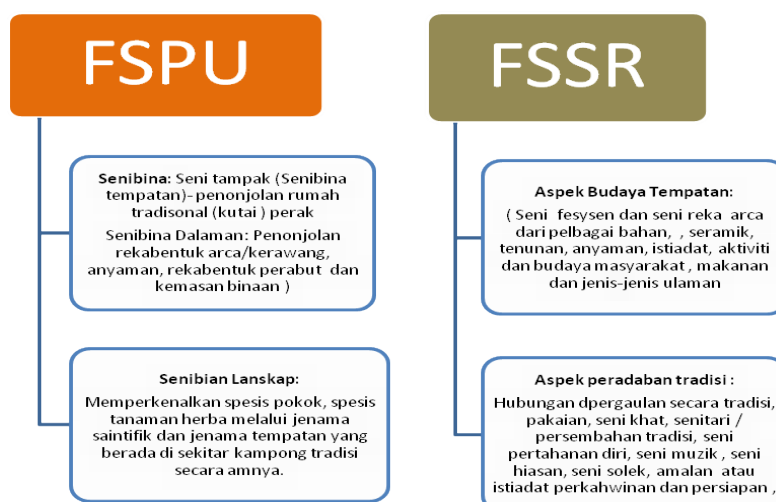 FSPU
Senibina: Seni tampak (Senibina
tempatan)- penonjolan rumah
tradisonal (kutai ) perak
Senibina Dalaman: Penonjolan
rekabentuk arca/kerawang,
anyaman, rekabentuk perabut dan
kemasan binaan )
Senibian Lanskap:
Memperkenalkan spesis pokok, spesis
tanaman herba melalui jenama
saintifik dan jenama tempatan yang
berada di sekitar kampong tradisi
secara amnya.
FSSR
Aspek Budaya Tempatan:
( Seni fesysen dan seni reka arca
dari pelbagai bahan, , seramik,
tenunan, anyaman, istiadat, aktiviti
dan budaya masyarakat , makanan
dan jenis-jenis ulaman
Aspek peradaban tradisi :
Hubungan dpergaulan secara tradisi,
pakaian, seni khat, senitari /
persembahan tradisi, seni
pertahanan diri, seni muzik , seni
hiasan, seni solek, amalan atau
istiadat perkahwinan dan persiapan ,